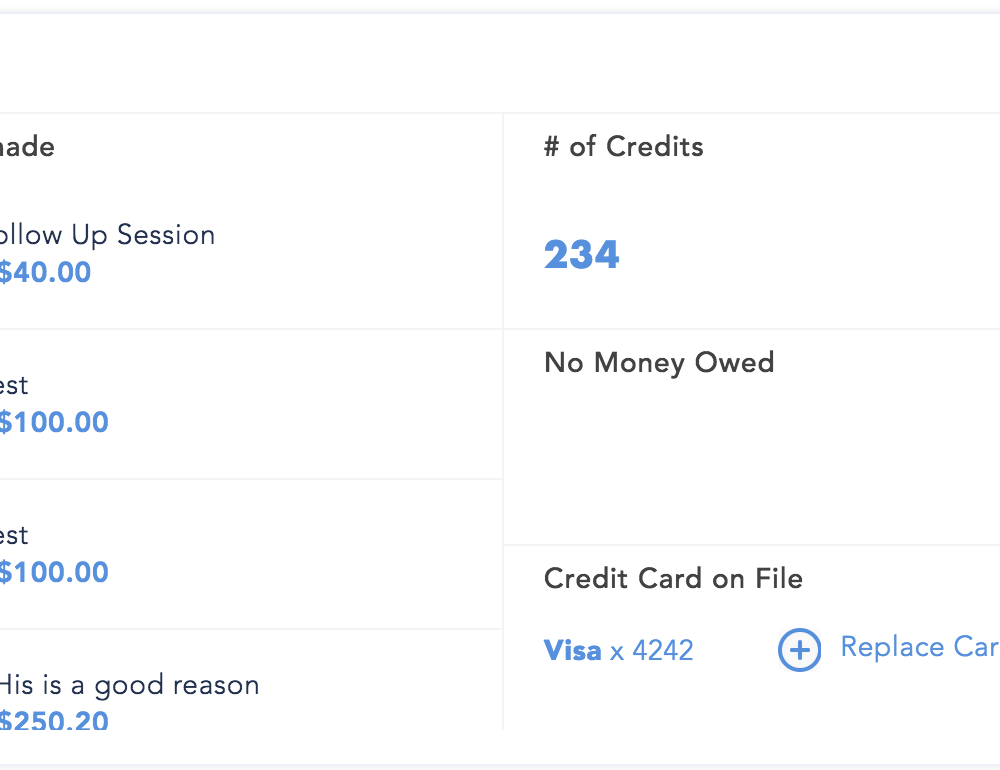 ade
ollow Up Session
$40.00
est
$100.00
est
$100.00
His is a good reason
$250.20
# of Credits
234
No Money Owed
Credit Card on File
Visa x 4242
Replace Car